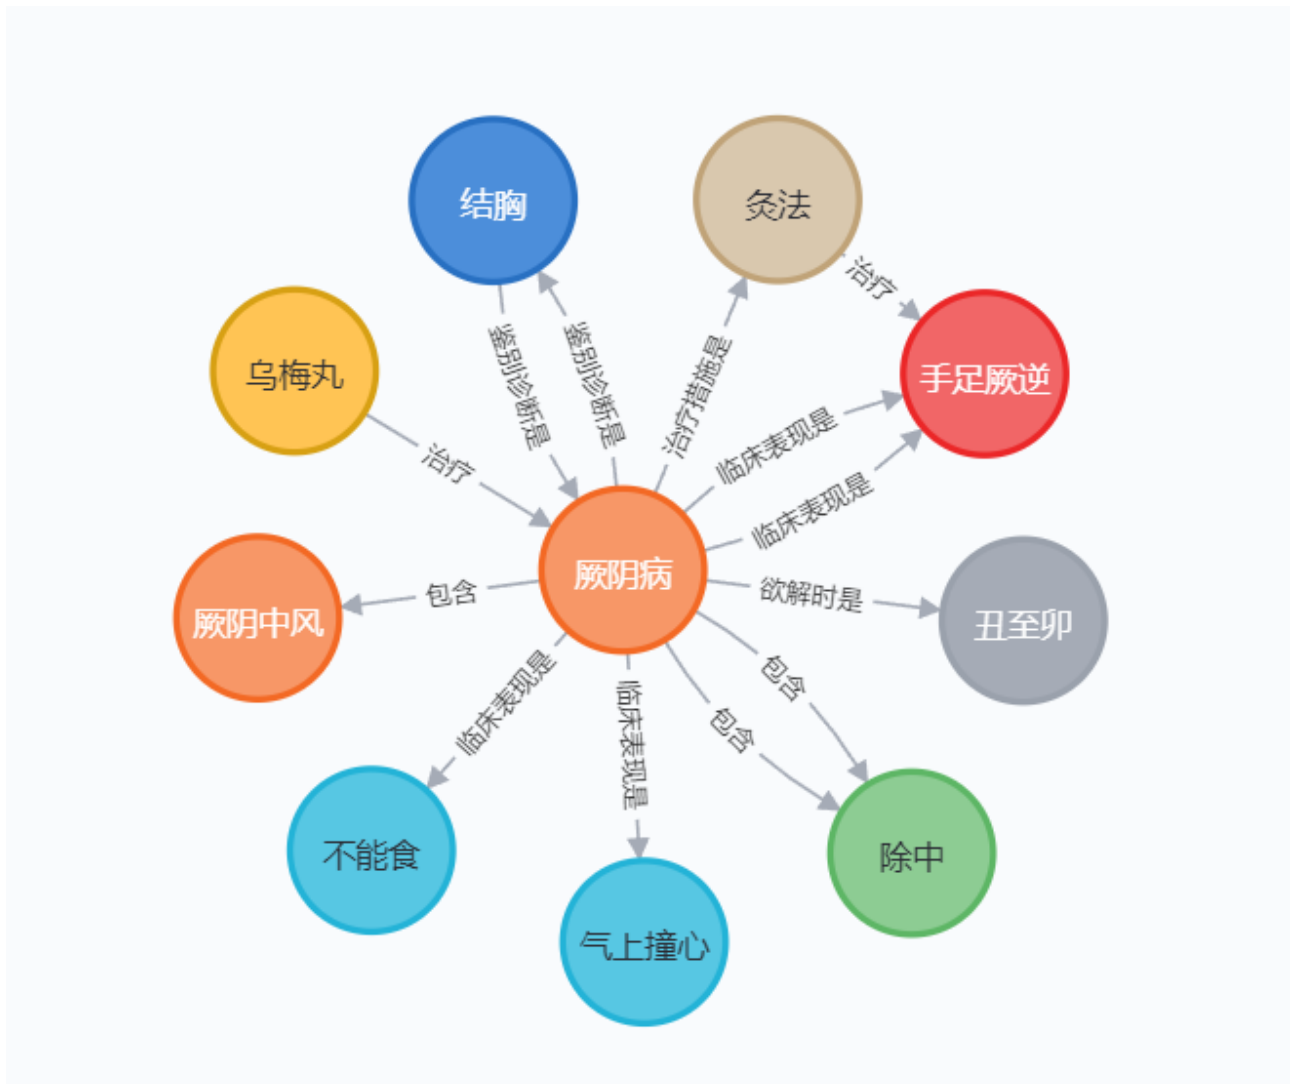 结胸
灸法
治疗
手足厥逆
乌梅丸
鉴别诊断是
鉴别诊断是
治疗措施是
临床表现是
治疗
临床表现是
厥阴病
欲解时是
丑至卯
包含
厥阴中风
包含
临床表现是
临床表现是
包含
不能食
除中
气上撞心